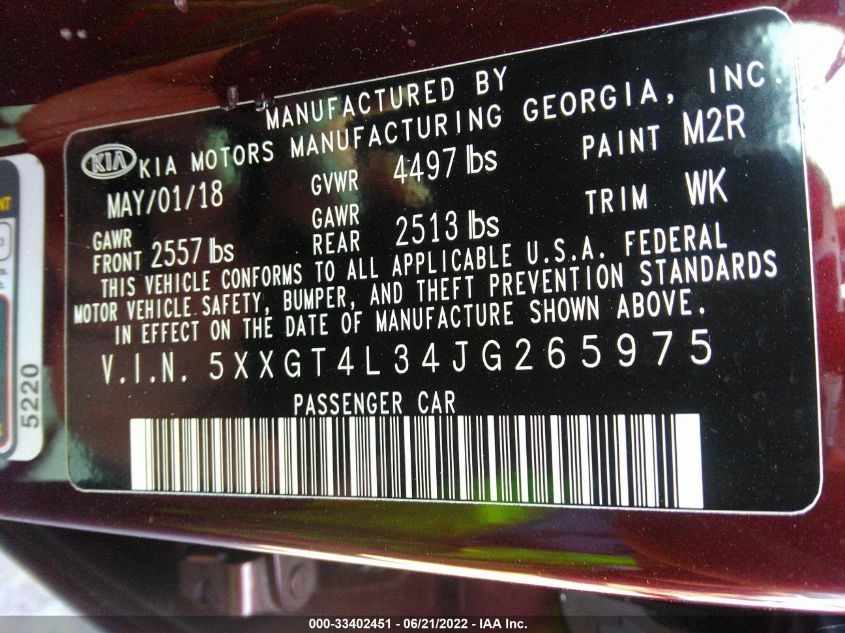 MANUFACTURED BY
KIA KIA MOTORS MANUFACTURING GEORGIA, INC.
MAY/01/18 GVWR 4497 lbs PAINT M2R
GAWR FRONT 2557 lbs GAWR REAR 2513 lbs TRIM WK
THIS VEHICLE CONFORMS TO ALL APPLICABLE U.S.A. FEDERAL
MOTOR VEHICLE SAFETY, BUMPER, AND THEFT PREVENTION STANDARDS
IN EFFECT ON THE DATE OF MANUFACTURE SHOWN ABOVE.
V.I.N. 5XXGT4L34JG265975
PASSENGER CAR
5220
000-33402451 - 06/21/2022 - IAA Inc.